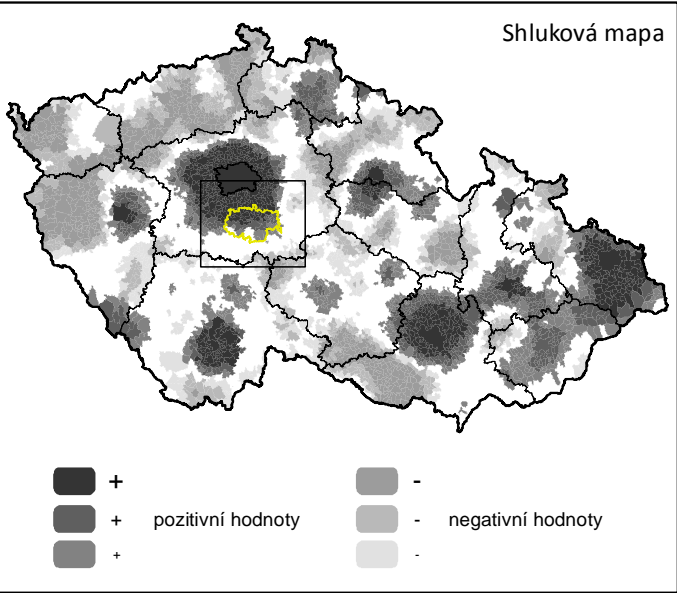 Shluková mapa
+ -
+ pozitivní hodnoty - negativní hodnoty
+ -